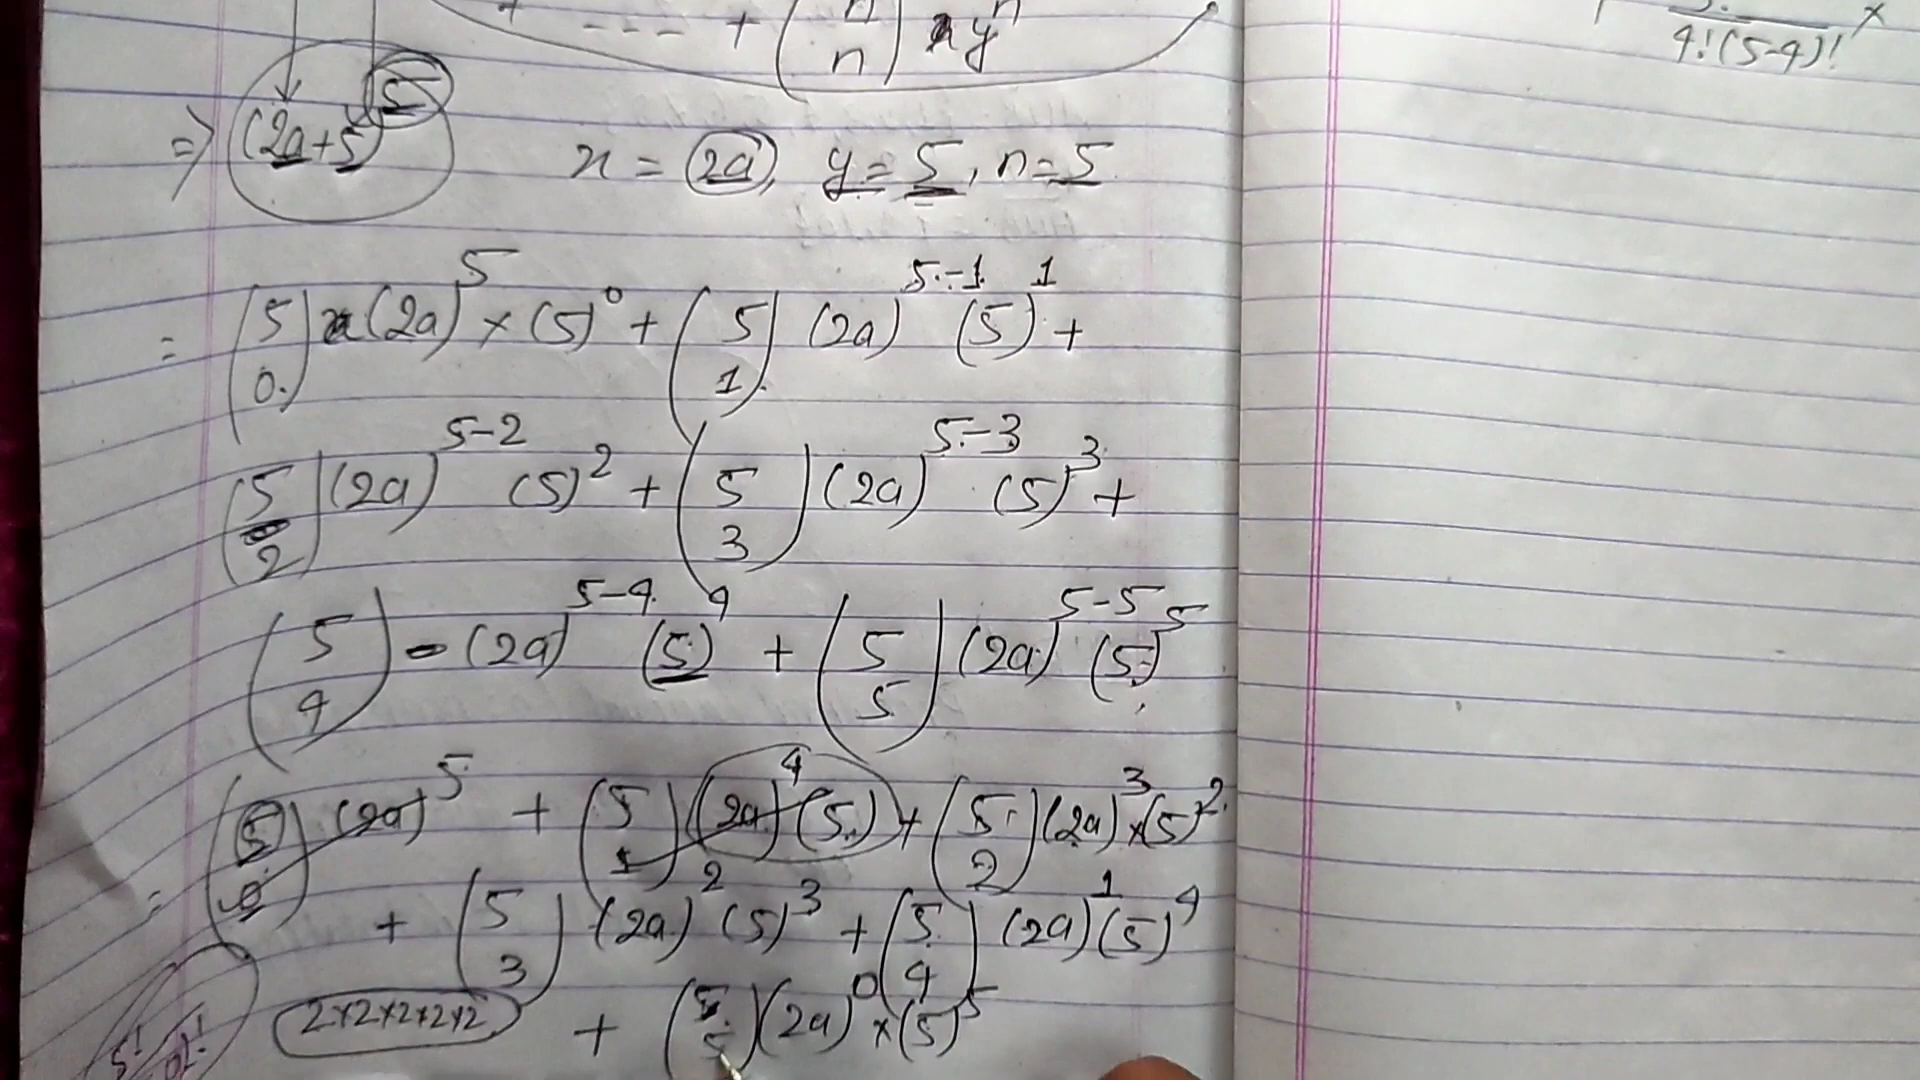 ---- + (n n) xy^n
4!(5-4)! ×
⇒ (2a+5)^5 x = 2a, y = 5, n = 5
= (5 0) (2a)^5 × (5)^0 + (5 1) (2a)^5-1 (5)^1 +
(5 2) (2a)^5-2 (5)^2 + (5 3) (2a)^5-3 (5)^3 +
(5 4) (2a)^5-4 (5)^4 + (5 5) (2a)^5-5 (5)^5
= (5 0) (2a)^5 + (5 1) (2a)^4 (5) + (5 2) (2a)^3 × (5)^2
+ (5 3) (2a)^2 (5)^3 + (5 4) (2a)^1 (5)^4
2×2×2×2×2 + (5 5) (2a)^0 × (5)^5
5! 0!